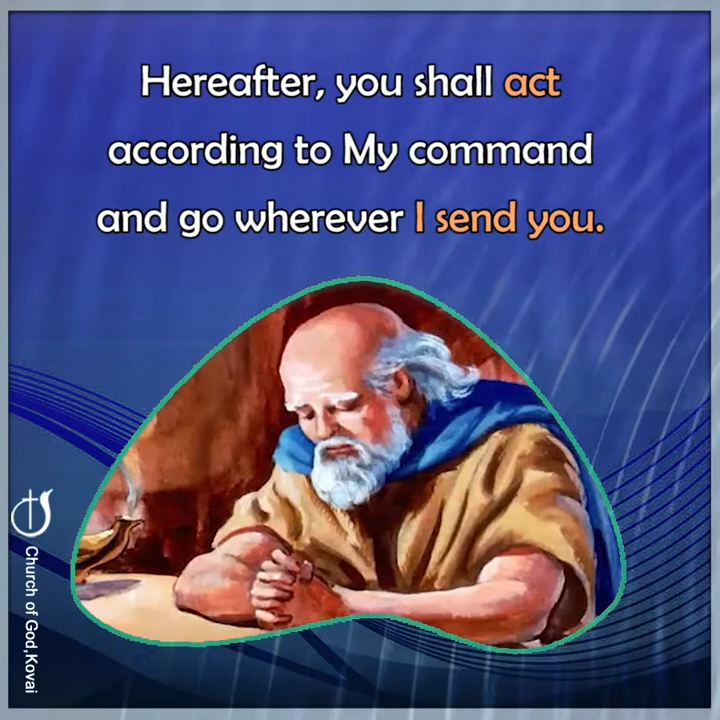 Hereafter, you shall act
according to My command
and go wherever I send you.
Church of God,Kovai